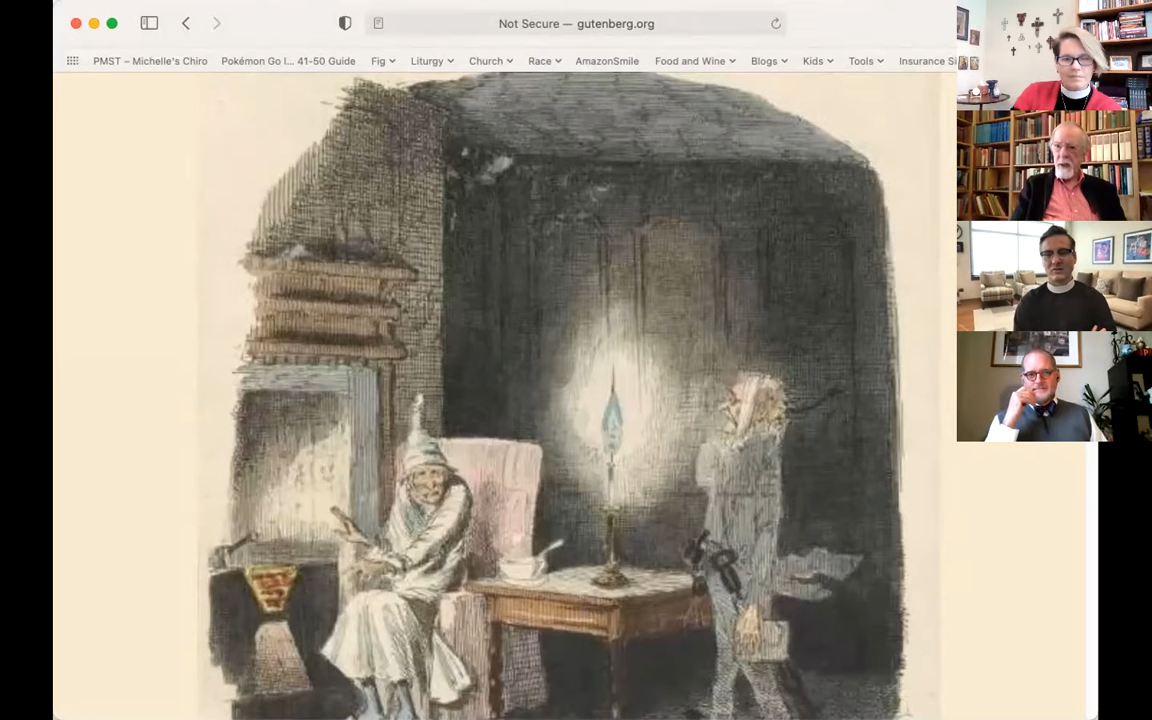 Not Secure — gutenberg.org
PMST – Michelle's Chiro Pokémon Go I... 41-50 Guide Fig Liturgy Church Race AmazonSmile Food and Wine Blogs Kids Tools Insurance Si